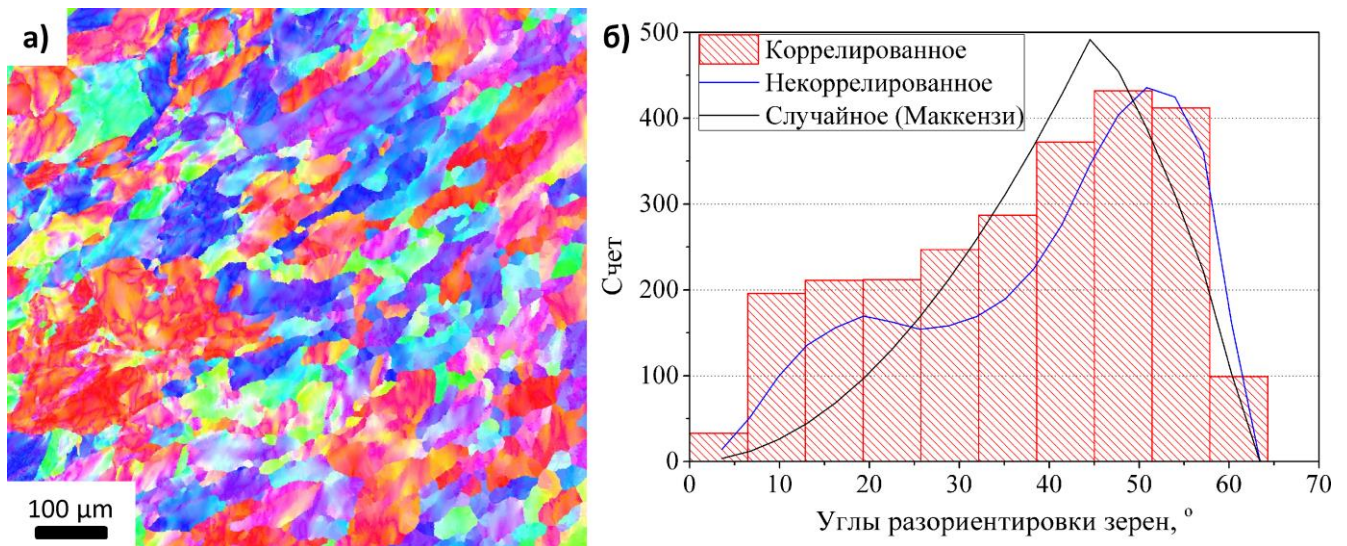 а)
100 µm
б)
500
400
300
200
100
0
Счет
Коррелированное
Некоррелированное
Случайное (Маккензи)
0 10 20 30 40 50 60 70
Углы разориентировки зерен, °